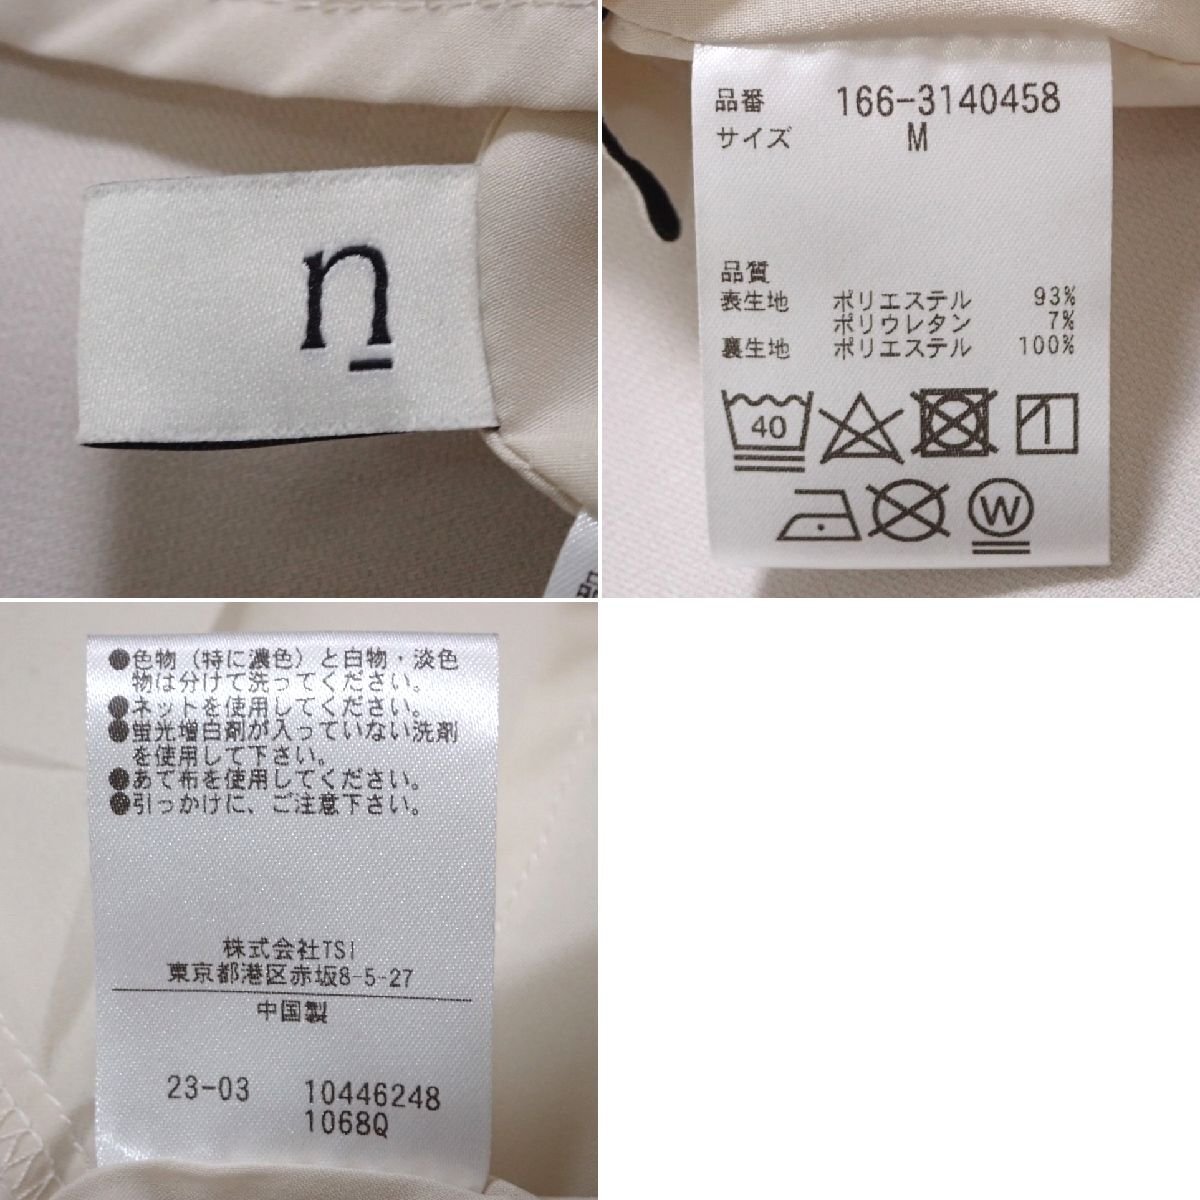 n
品番 166-3140458
サイズ M
品質
表生地 ポリエステル 93%
ポリウレタン 7%
裏生地 ポリエステル 100%
40
W
●色物(特に濃色)と白物・淡色
物は分けて洗ってください。
●ネットを使用してください。
●蛍光増白剤が入っていない洗剤
を使用して下さい。
●あて布を使用してください。
●引っかけに、ご注意下さい。
株式会社TSI
東京都港区赤坂8-5-27
中国製
23-03 10446248
1068Q